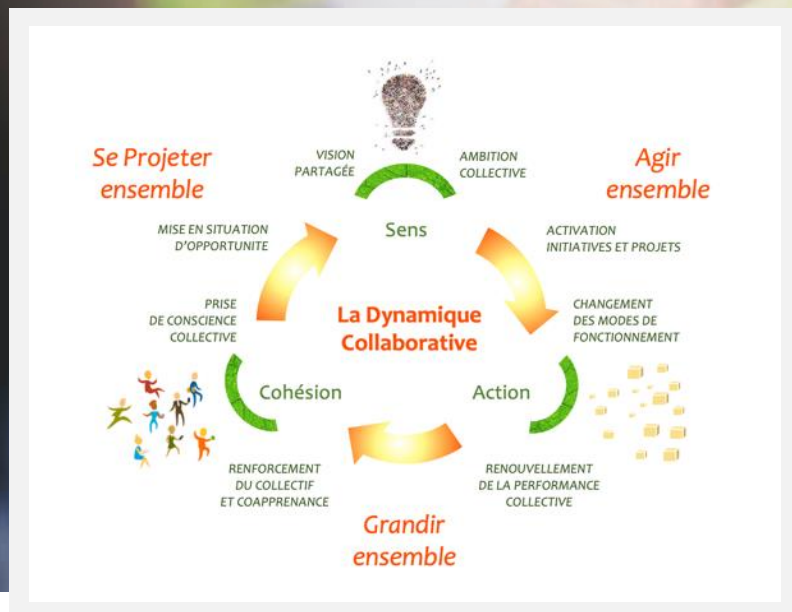 Se Projeter
ensemble
VISION
PARTAGÉE
AMBITION
COLLECTIVE
Agir
ensemble
MISE EN SITUATION
D'OPPORTUNITE
Sens
ACTIVATION
INITIATIVES ET PROJETS
PRISE
DE CONSCIENCE
COLLECTIVE
La Dynamique
Collaborative
CHANGEMENT
DES MODES DE
FONCTIONNEMENT
Cohésion
Action
RENFORCEMENT
DU COLLECTIF
ET COAPPRENANCE
RENOUVELLEMENT
DE LA PERFORMANCE
COLLECTIVE
Grandir
ensemble